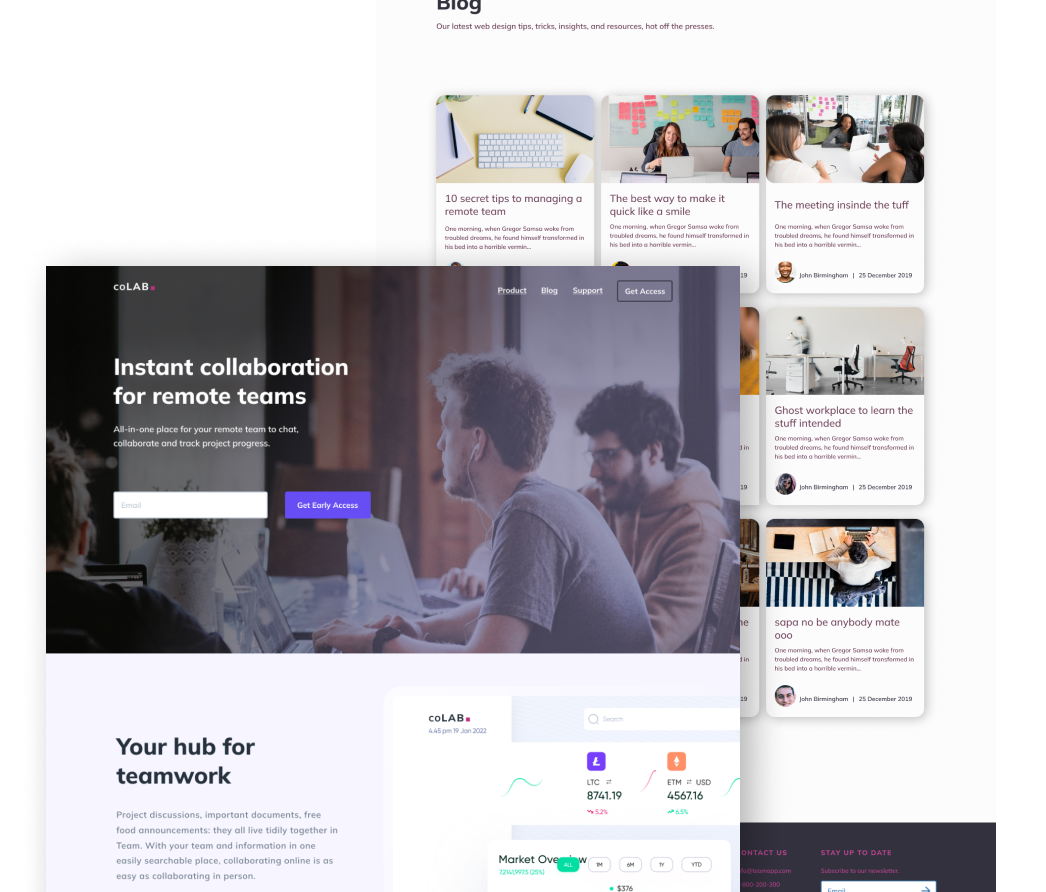 Blog
Our latest web design tips, tricks, insights, and resources, hot off the presses.
10 secret tips to managing a
remote team
One morning, when Gregor Samsa woke from
troubled dreams, he found himself transformed in
his bed into a horrible vermin...
The best way to make it
quick like a smile
One morning, when Gregor Samsa woke from
troubled dreams, he found himself transformed in
his bed into a horrible vermin...
19
The meeting insinde the tuff
One morning, when Gregor Samsa woke from
troubled dreams, he found himself transformed in
his bed into a horrible vermin...
John Birmingham | 25 December 2019
d in
19
Ghost workplace to learn the
stuff intended
One morning, when Gregor Samsa woke from
troubled dreams, he found himself transformed in
his bed into a horrible vermin...
John Birmingham | 25 December 2019
ne
d in
19
sapa no be anybody mate
ooo
One morning, when Gregor Samsa woke from
troubled dreams, he found himself transformed in
his bed into a horrible vermin...
John Birmingham | 25 December 2019
coLAB
Product Blog Support Get Access
Instant collaboration
for remote teams
All-in-one place for your remote team to chat,
collaborate and track project progress.
Email Get Early Access
Your hub for
teamwork
Project discussions, important documents, free
food announcements: they all live tidily together in
Team. With your team and information in one
easily searchable place, collaborating online is as
easy as collaborating in person.
coLAB
4.45 pm 19 Jan 2022
Search
LTC
8741.19
5.2%
ETM USD
4567.16
6.5%
Market Overview
ALL 1M 6M 1Y YTD
$376
ONTACT US
fo@teamapp.com
-800-200-300
STAY UP TO DATE
Subscribe to our newsletter.
Email